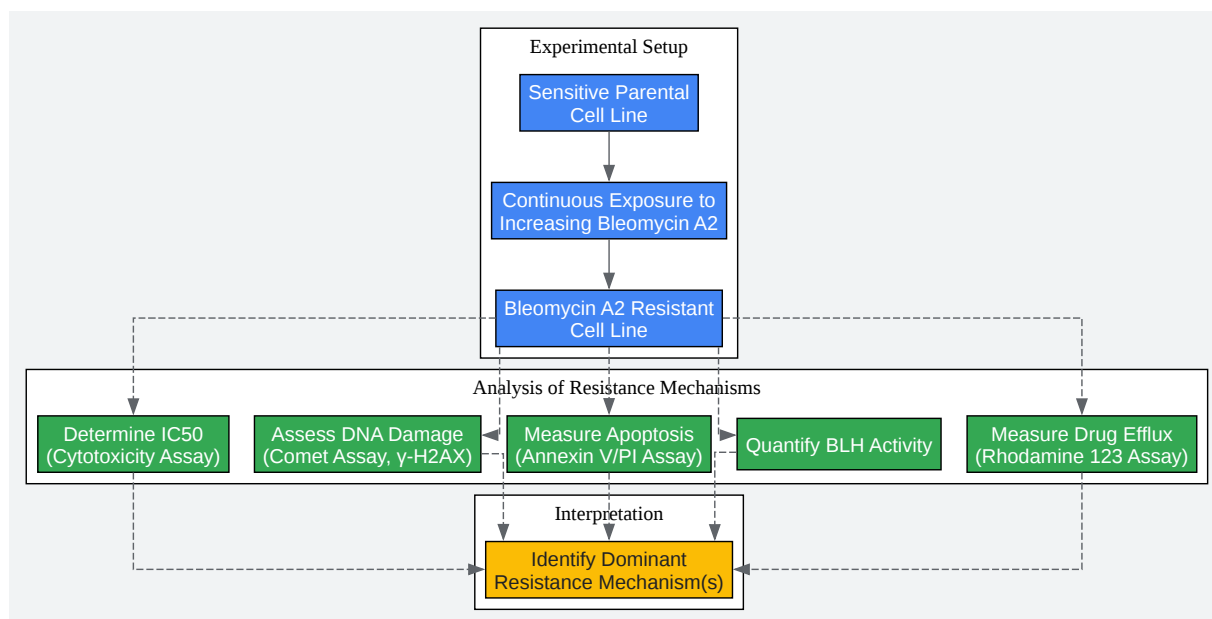 Experimental Setup
Sensitive Parental
Cell Line
Continuous Exposure to
Increasing Bleomycin A2
Bleomycin A2 Resistant
Cell Line
Analysis of Resistance Mechanisms
Determine IC50
(Cytotoxicity Assay)
Assess DNA Damage
(Comet Assay, γ-H2AX)
Measure Apoptosis
(Annexin V/PI Assay)
Quantify BLH Activity
Measure Drug Efflux
(Rhodamine 123 Assay)
Interpretation
Identify Dominant
Resistance Mechanism(s)